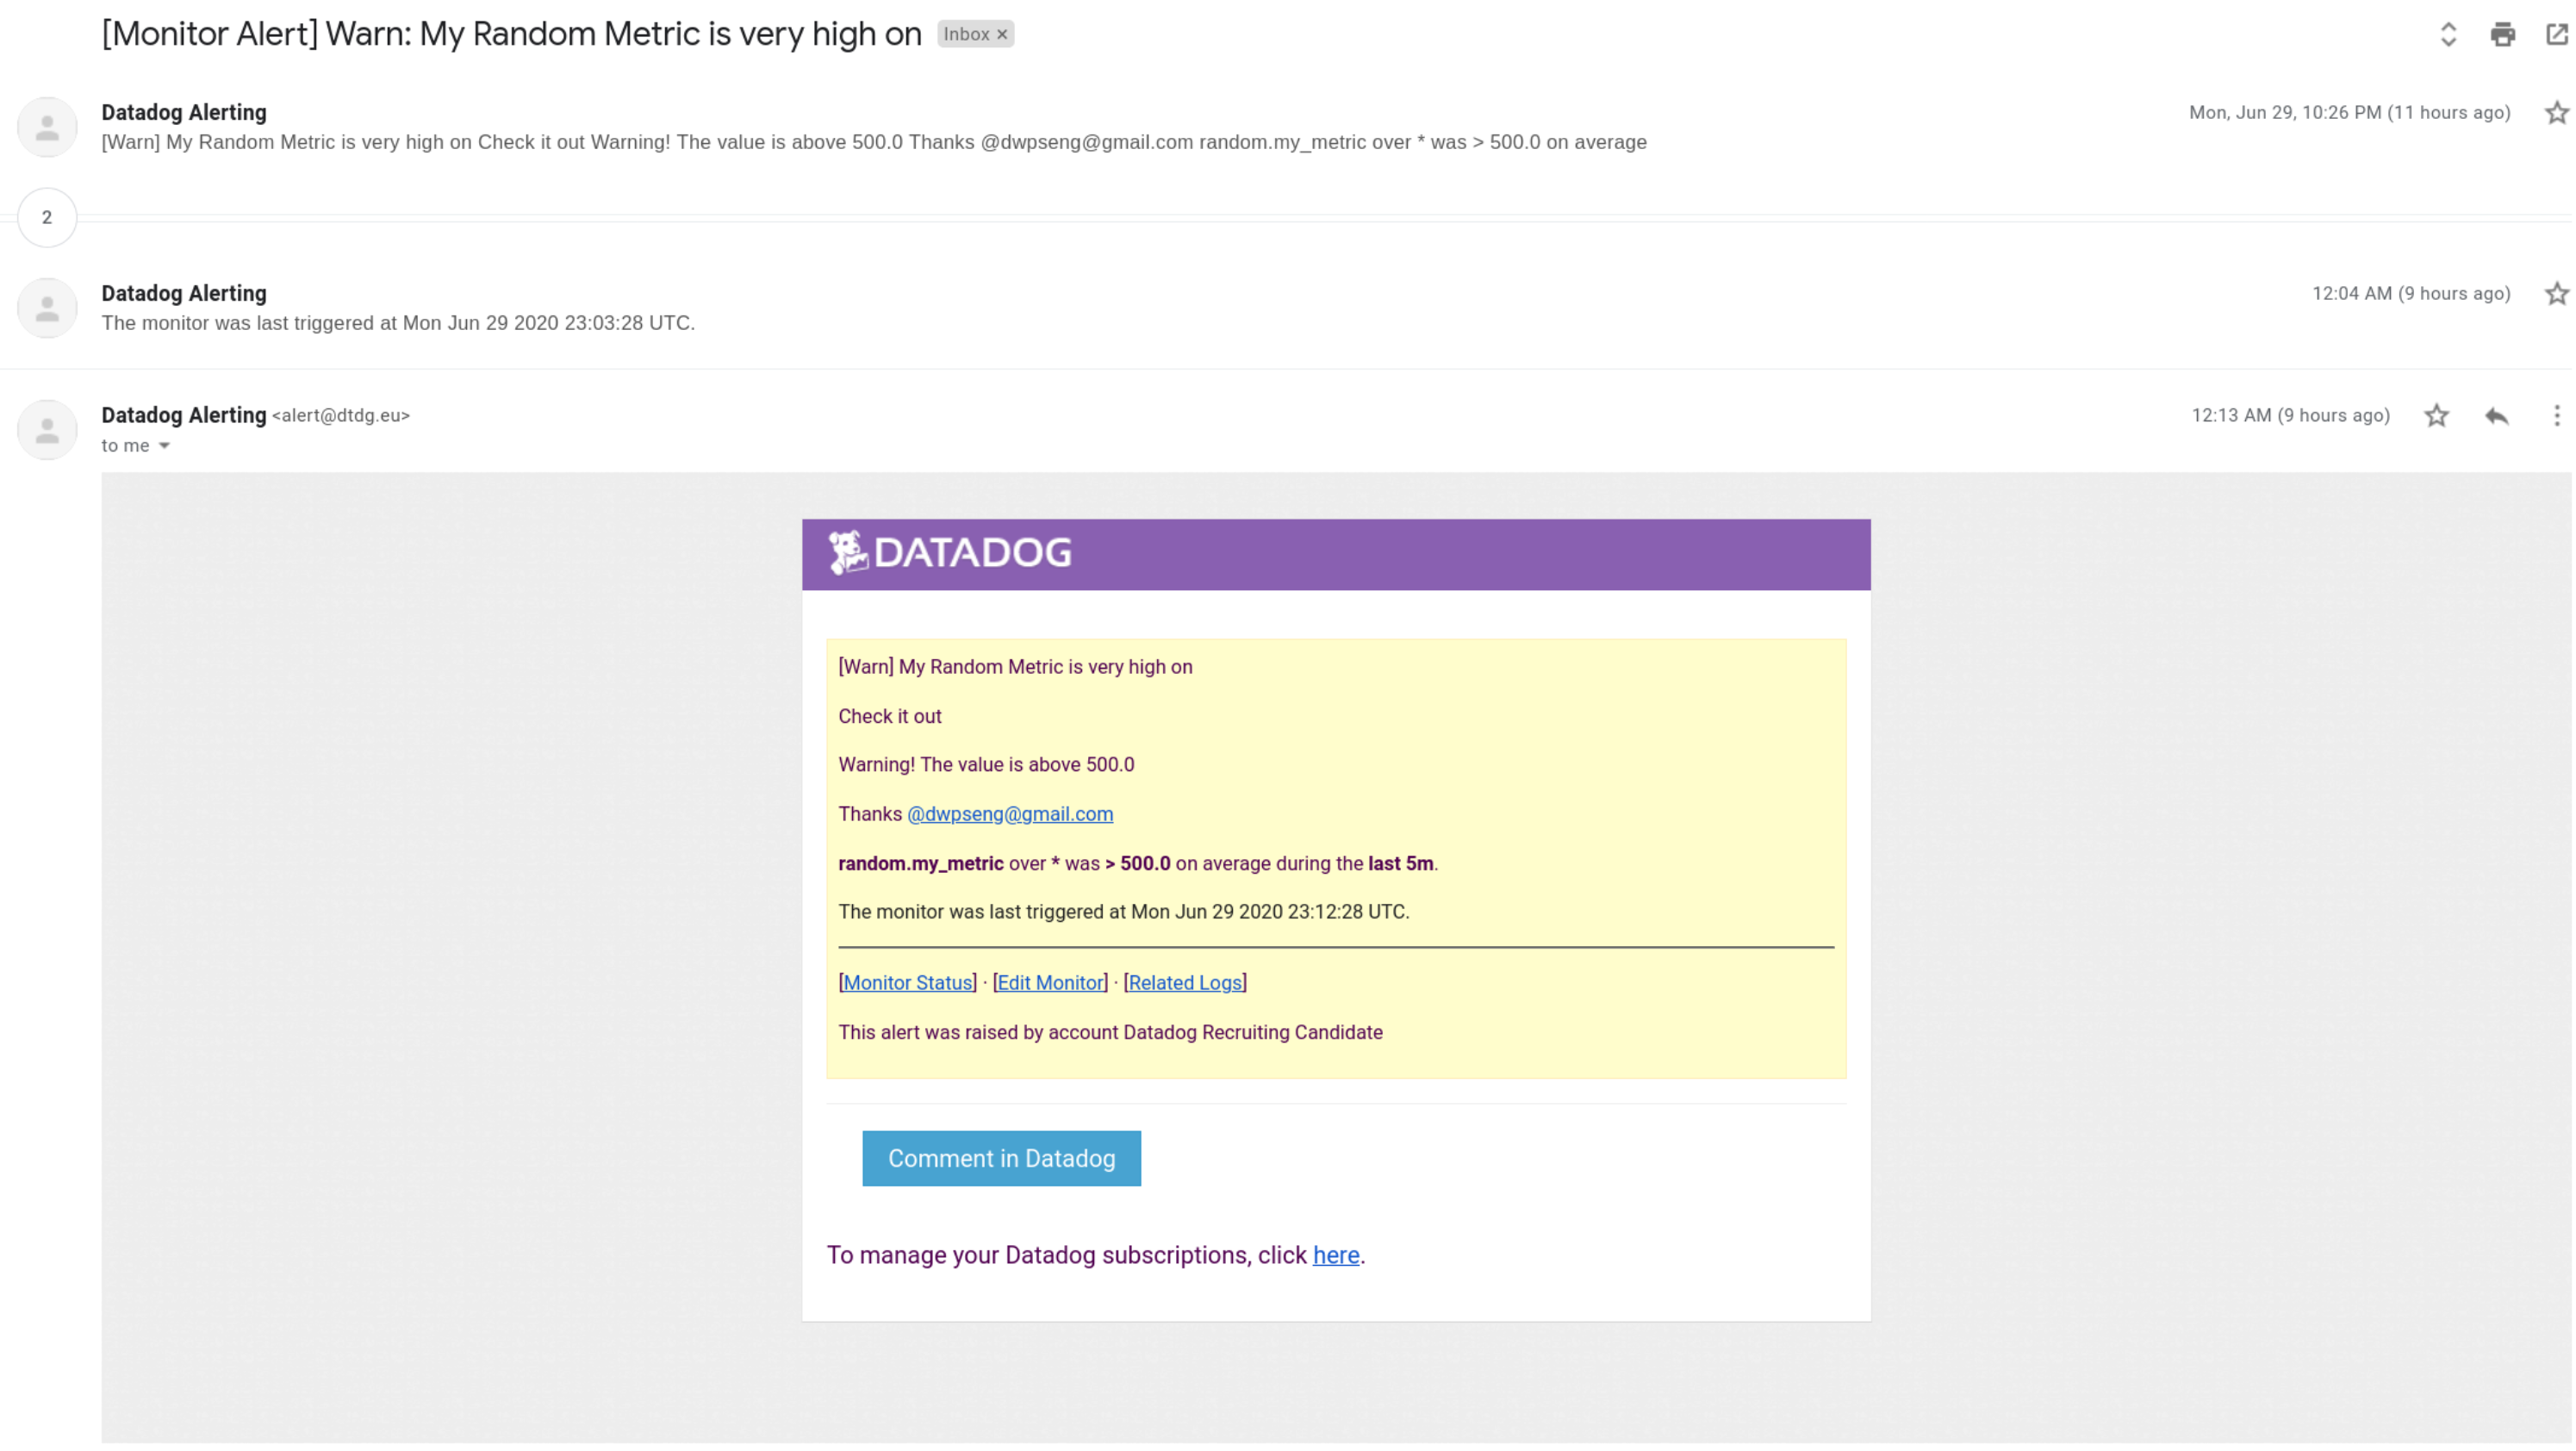 [Monitor Alert] Warn: My Random Metric is very high on Inbox ×
Datadog Alerting Mon, Jun 29, 10:26 PM (11 hours ago)
[Warn] My Random Metric is very high on Check it out Warning! The value is above 500.0 Thanks @dwpseng@gmail.com random.my_metric over * was > 500.0 on average
2
Datadog Alerting 12:04 AM (9 hours ago)
The monitor was last triggered at Mon Jun 29 2020 23:03:28 UTC.
Datadog Alerting <alert@dtdg.eu> 12:13 AM (9 hours ago)
to me
DATADOG
[Warn] My Random Metric is very high on
Check it out
Warning! The value is above 500.0
Thanks @dwpseng@gmail.com
random.my_metric over * was > 500.0 on average during the last 5m.
The monitor was last triggered at Mon Jun 29 2020 23:12:28 UTC.
[Monitor Status] · [Edit Monitor] · [Related Logs]
This alert was raised by account Datadog Recruiting Candidate
Comment in Datadog
To manage your Datadog subscriptions, click here.